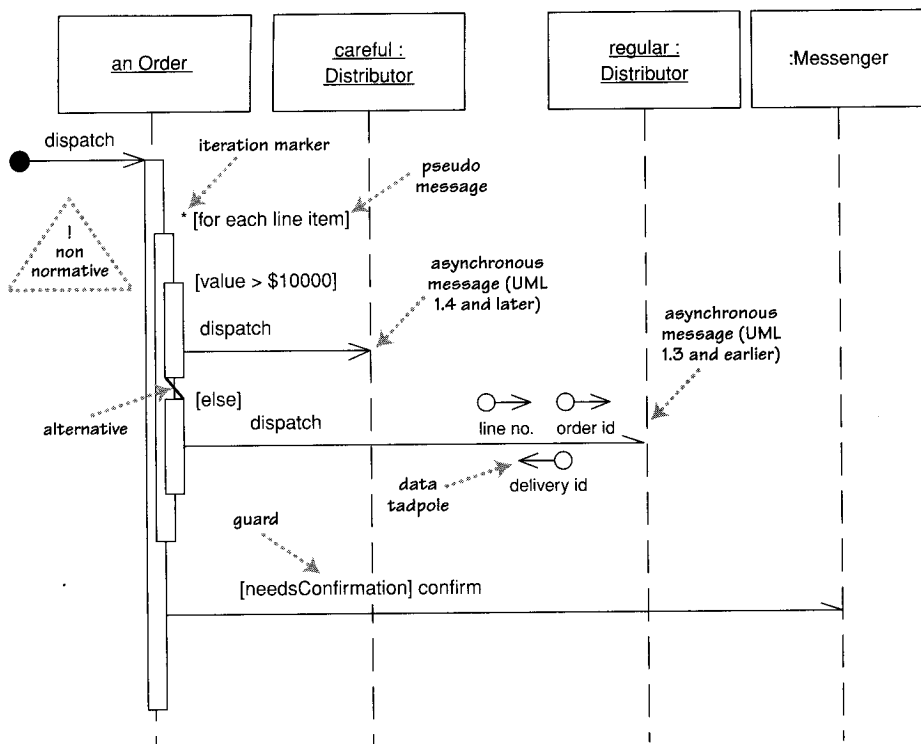 an Order
careful :
Distributor
regular :
Distributor
:Messenger
dispatch
iteration marker
pseudo
message
* [for each line item]
!
non
normative
[value > $10000]
asynchronous
message (UML
1.4 and later)
dispatch
asynchronous
message (UML
1.3 and earlier)
[else]
alternative
dispatch
line no.
order id
data
tadpole
delivery id
guard
[needsConfirmation] confirm